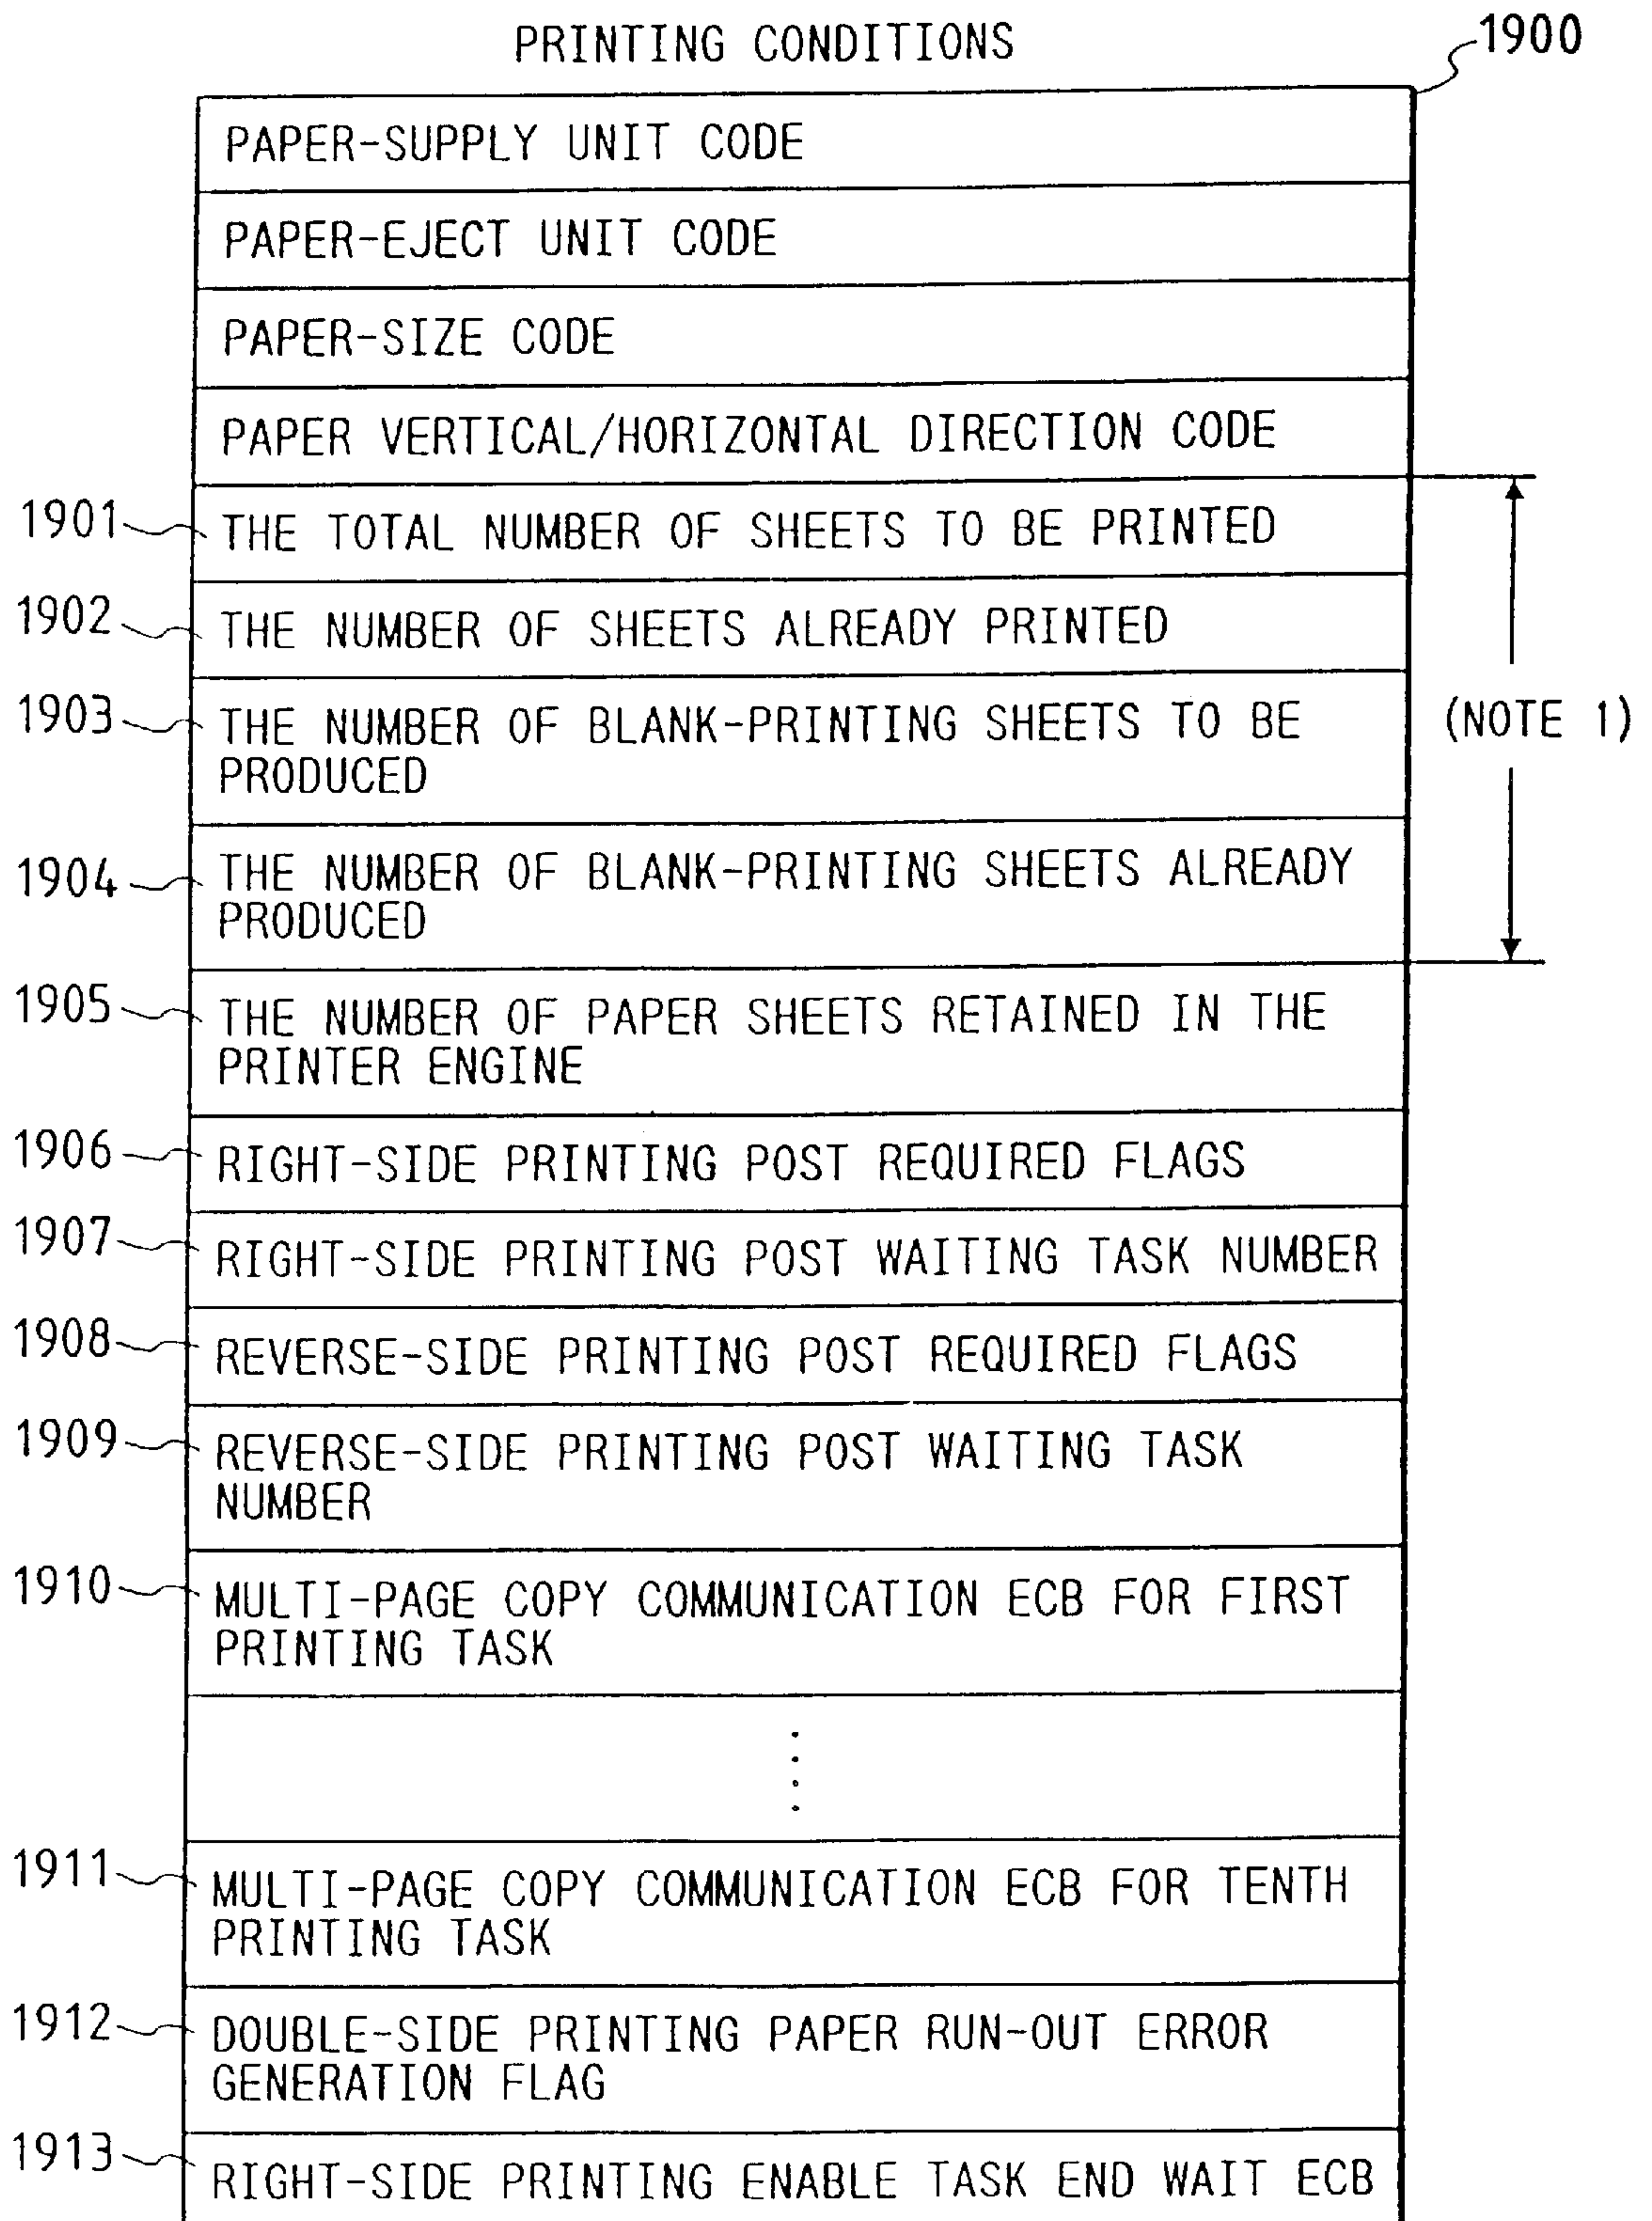 PRINTING CONDITIONS
1900
PAPER-SUPPLY UNIT CODE
PAPER-EJECT UNIT CODE
PAPER-SIZE CODE
PAPER VERTICAL/HORIZONTAL DIRECTION CODE
1901
THE TOTAL NUMBER OF SHEETS TO BE PRINTED
1902
THE NUMBER OF SHEETS ALREADY PRINTED
1903
THE NUMBER OF BLANK-PRINTING SHEETS TO BE
PRODUCED
(NOTE 1)
1904
THE NUMBER OF BLANK-PRINTING SHEETS ALREADY
PRODUCED
1905
THE NUMBER OF PAPER SHEETS RETAINED IN THE
PRINTER ENGINE
1906
RIGHT-SIDE PRINTING POST REQUIRED FLAGS
1907
RIGHT-SIDE PRINTING POST WAITING TASK NUMBER
1908
REVERSE-SIDE PRINTING POST REQUIRED FLAGS
1909
REVERSE-SIDE PRINTING POST WAITING TASK
NUMBER
1910
MULTI-PAGE COPY COMMUNICATION ECB FOR FIRST
PRINTING TASK
1911
MULTI-PAGE COPY COMMUNICATION ECB FOR TENTH
PRINTING TASK
1912
DOUBLE-SIDE PRINTING PAPER RUN-OUT ERROR
GENERATION FLAG
1913
RIGHT-SIDE PRINTING ENABLE TASK END WAIT ECB